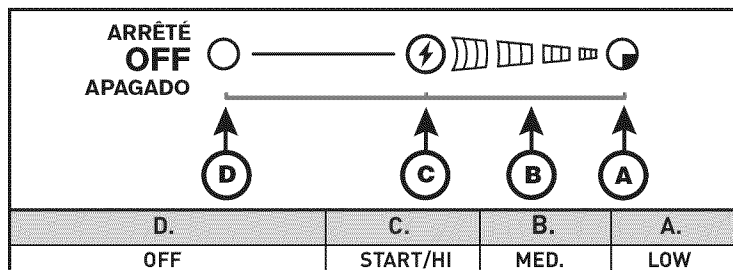 ARRÊTÉ
OFF
APAGADO
D C B A
D. C. B. A.
OFF START/HI MED. LOW